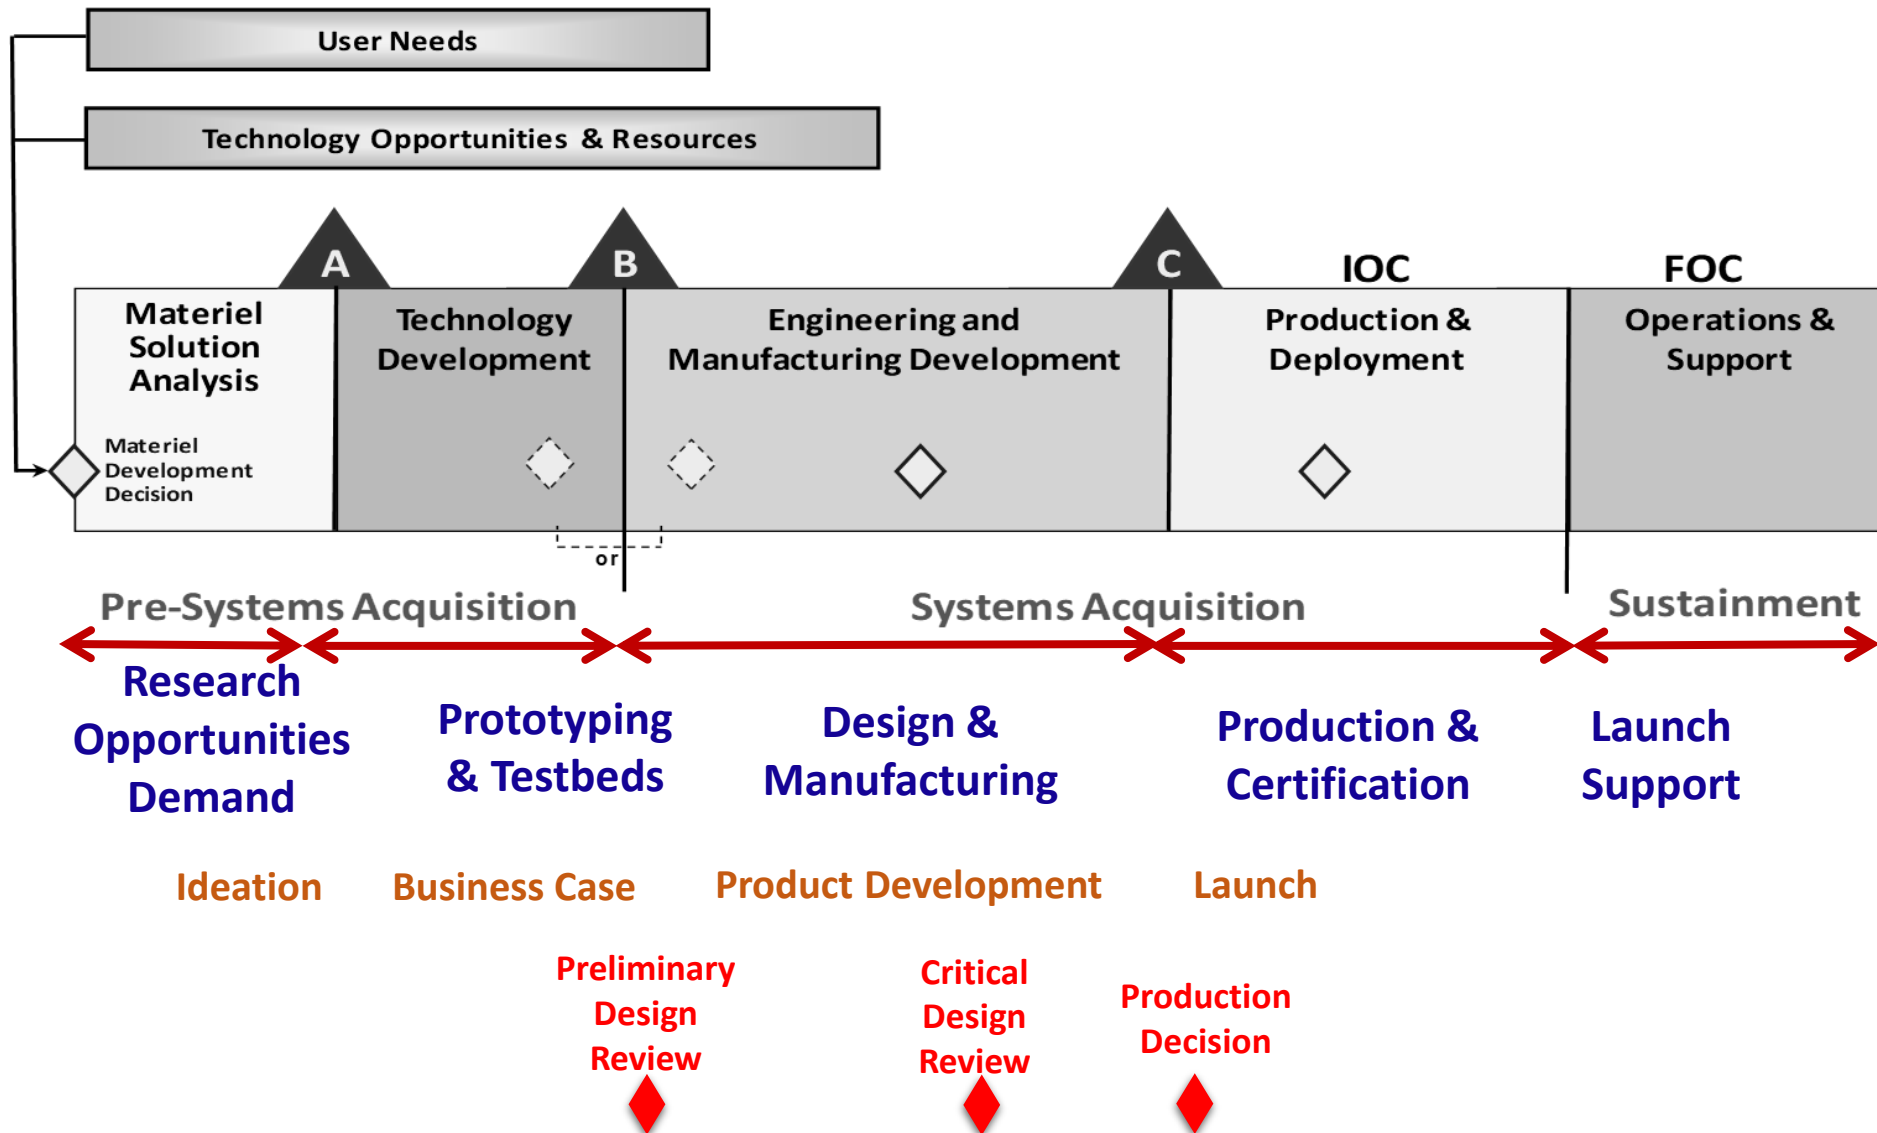 User Needs
Technology Opportunities & Resources
A
B
C
IOC
FOC
Materiel
Solution
Analysis
Technology
Development
Engineering and
Manufacturing Development
Production &
Deployment
Operations &
Support
Materiel
Development
Decision
or
Pre-Systems Acquisition
Systems Acquisition
Sustainment
Research
Opportunities
Demand
Prototyping
& Testbeds
Design &
Manufacturing
Production &
Certification
Launch
Support
Ideation
Business Case
Product Development
Launch
Preliminary
Design
Review
Critical
Design
Review
Production
Decision